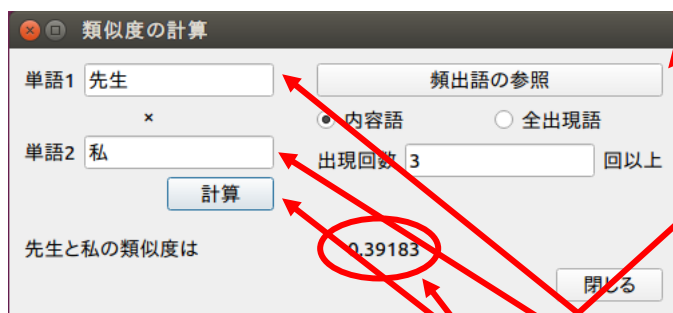 類似度の計算
単語1 先生 頻出語の参照
× 内容語 全出現語
単語2 私 出現回数 3 回以上
計算
先生と私の類似度は 0.39183
閉じる